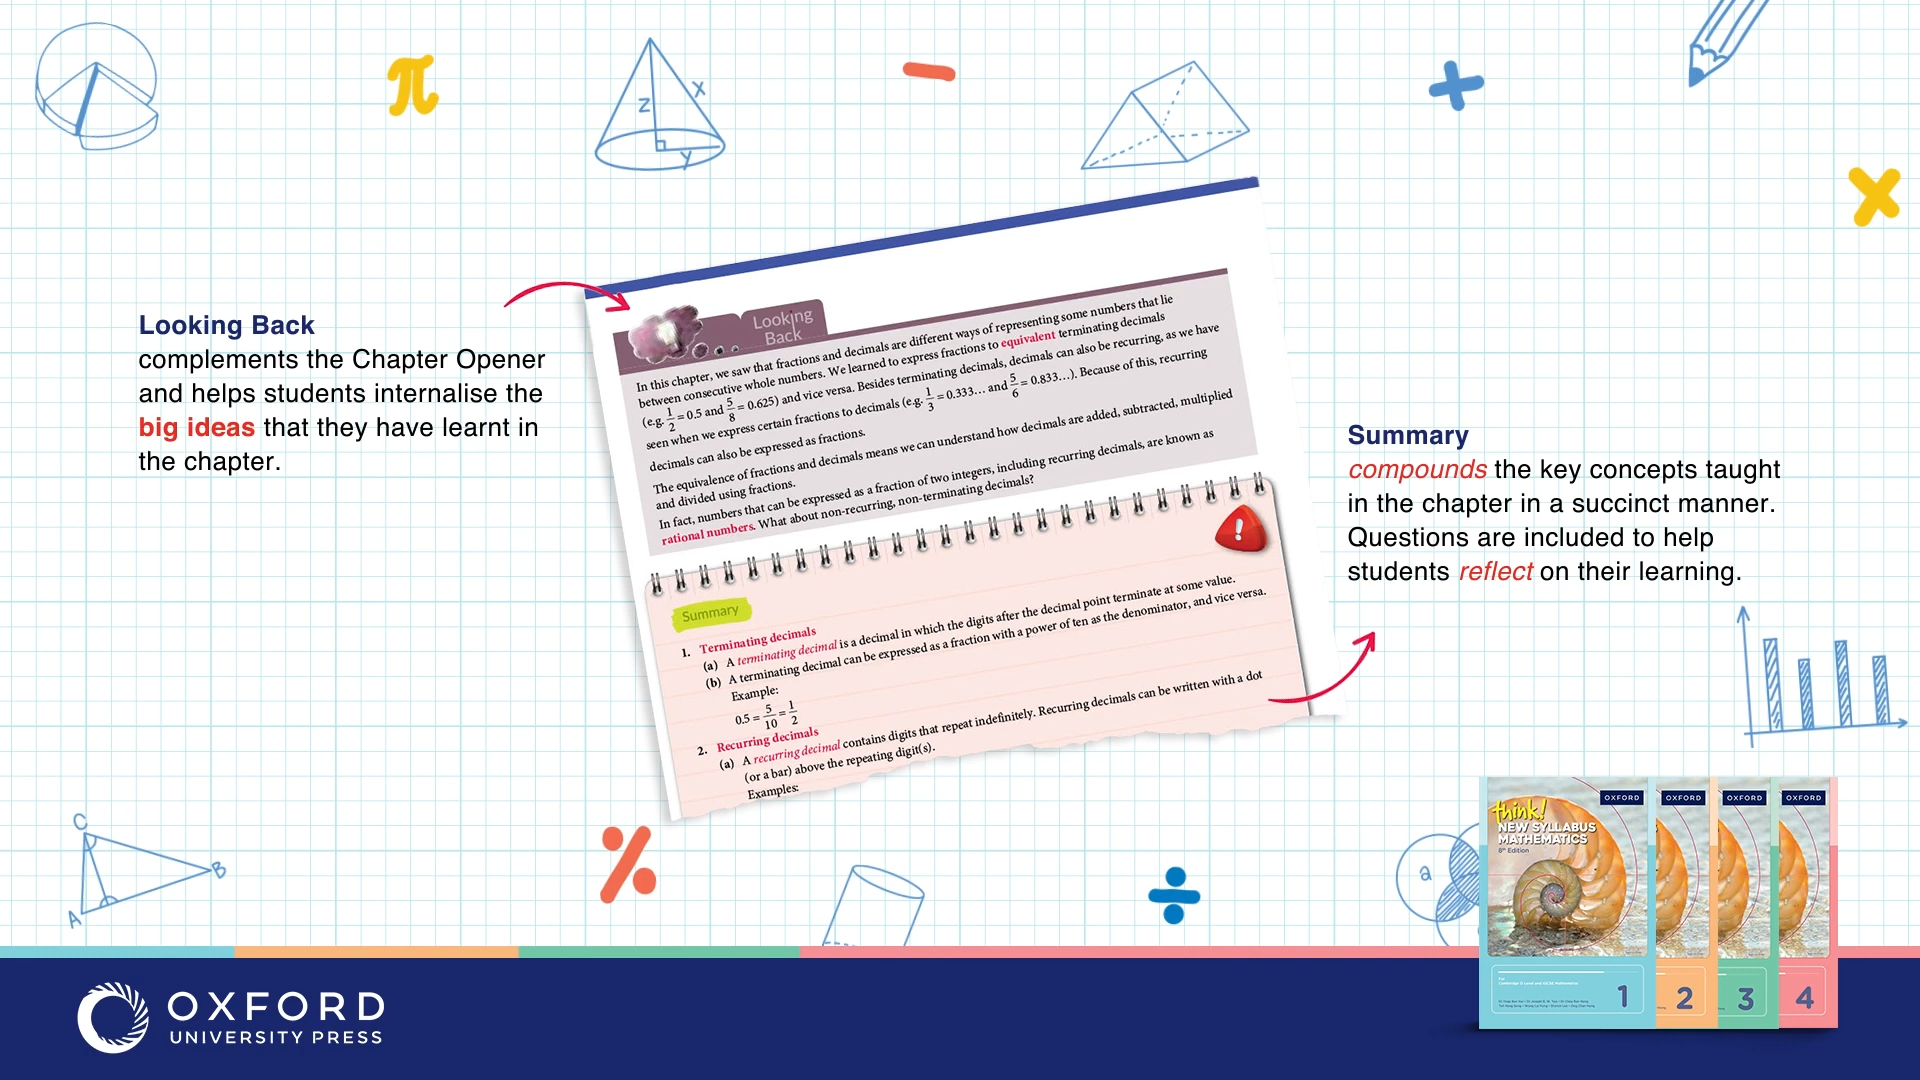 π
z
x
y
Looking Back
complements the Chapter Opener
and helps students internalise the
big ideas that they have learnt in
the chapter.
Looking
Back
In this chapter, we saw that fractions and decimals are different ways of representing some numbers that lie
between consecutive whole numbers. We learned to express fractions to equivalent terminating decimals
(e.g. 1/2 = 0.5 and 5/8 = 0.625) and vice versa. Besides terminating decimals, decimals can also be recurring, as we have
seen when we express certain fractions to decimals (e.g. 1/3 = 0.333... and 5/6 = 0.833...). Because of this, recurring
decimals can also be expressed as fractions.
The equivalence of fractions and decimals means we can understand how decimals are added, subtracted, multiplied
and divided using fractions.
In fact, numbers that can be expressed as a fraction of two integers, including recurring decimals, are known as
rational numbers. What about non-recurring, non-terminating decimals?
!
Summary
1. Terminating decimals
(a) A terminating decimal is a decimal in which the digits after the decimal point terminate at some value.
(b) A terminating decimal can be expressed as a fraction with a power of ten as the denominator, and vice versa.
Example:
0.5 = 5/10 = 1/2
2. Recurring decimals
(a) A recurring decimal contains digits that repeat indefinitely. Recurring decimals can be written with a dot
(or a bar) above the repeating digit(s).
Examples:
Summary
compounds the key concepts taught
in the chapter in a succinct manner.
Questions are included to help
students reflect on their learning.
C
B
A
%
÷
a
OXFORD
OXFORD
OXFORD
OXFORD
think!
NEW SYLLABUS
MATHEMATICS
8th Edition
1
2
3
4
OXFORD
UNIVERSITY PRESS